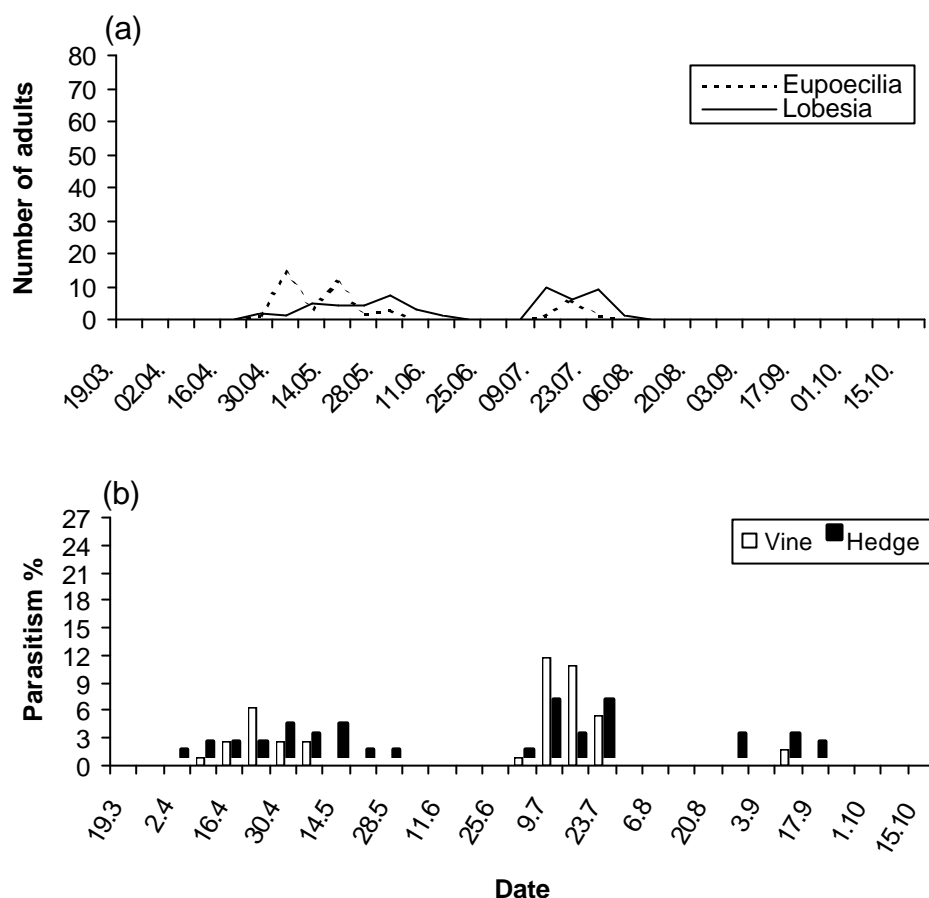 (a)
Number of adults
80
70
60
50
40
30
20
10
0
Eupoecilia
Lobesia
19.03. 02.04. 16.04. 30.04. 14.05. 28.05. 11.06. 25.06. 09.07. 23.07. 06.08. 20.08. 03.09. 17.09. 01.10. 15.10.
(b)
Parasitism %
27
24
21
18
15
12
9
6
3
0
Vine Hedge
19.3 2.4 16.4 30.4 14.5 28.5 11.6 25.6 9.7 23.7 6.8 20.8 3.9 17.9 1.10 15.10
Date